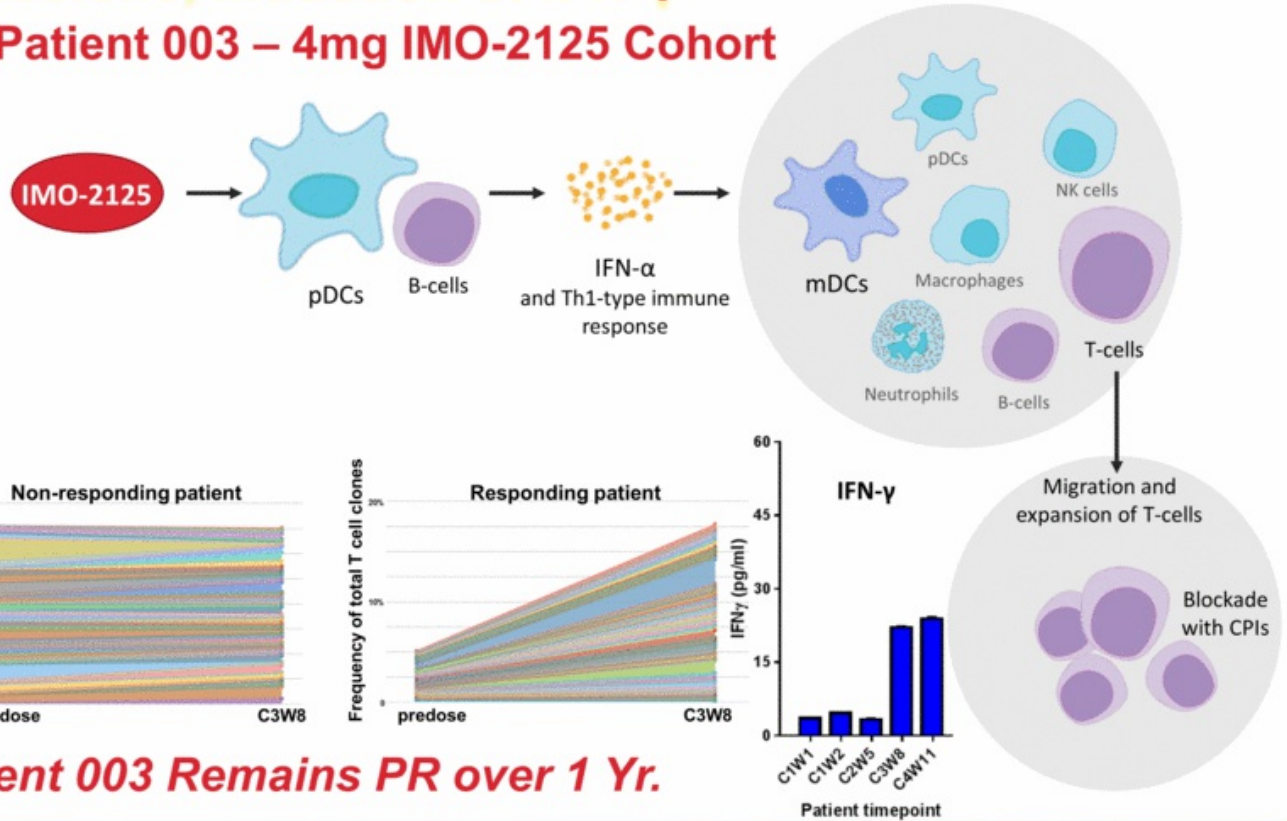 Patient 003 – 4mg IMO-2125 Cohort
IMO-2125
pDCs
B-cells
IFN-α
and Th1-type immune
response
pDCs
NK cells
mDCs
Macrophages
T-cells
Neutrophils
B-cells
Migration and
expansion of T-cells
Blockade
with CPIs
Non-responding patient
dose
C3W8
Frequency of total T cell clones
Responding patient
20%
10%
0
predose
C3W8
IFN-γ
IFNγ (pg/ml)
60
45
30
15
0
C1W1
C1W2
C2W5
C3W8
C4W11
Patient timepoint
ent 003 Remains PR over 1 Yr.